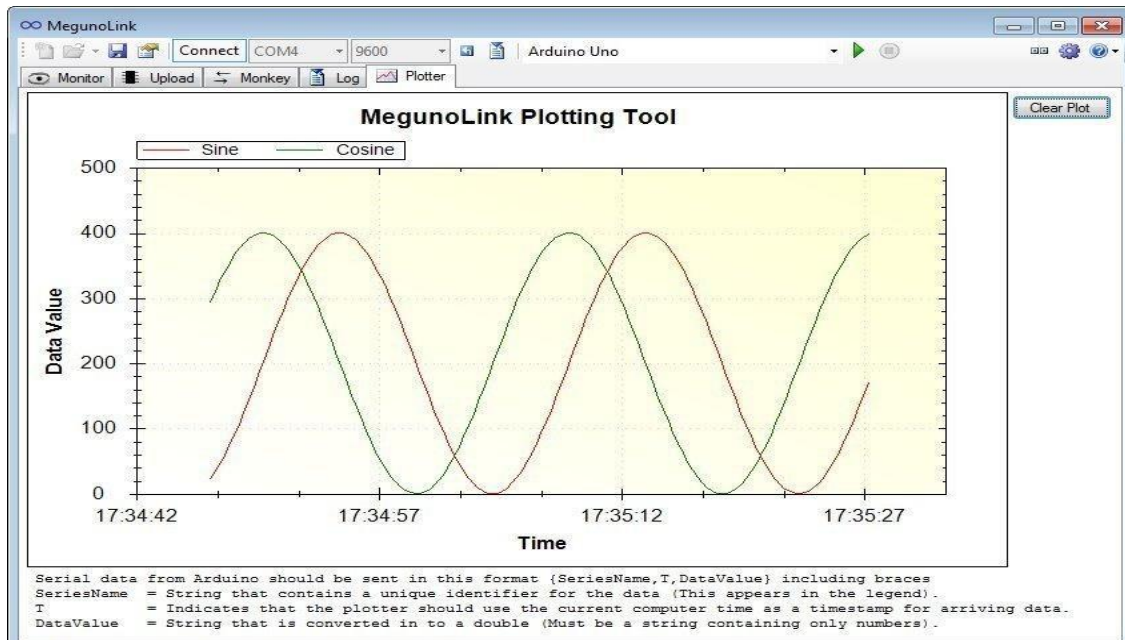 MegunoLink
Connect COM4 9600 Arduino Uno
Monitor Upload Monkey Log Plotter
Clear Plot
MegunoLink Plotting Tool
Sine Cosine
500
400
300
200
100
0
Data Value
17:34:42 17:34:57 17:35:12 17:35:27
Time
Serial data from Arduino should be sent in this format {SeriesName,T,DataValue} including braces
SeriesName = String that contains a unique identifier for the data (This appears in the legend).
T = Indicates that the plotter should use the current computer time as a timestamp for arriving data.
DataValue = String that is converted in to a double (Must be a string containing only numbers).